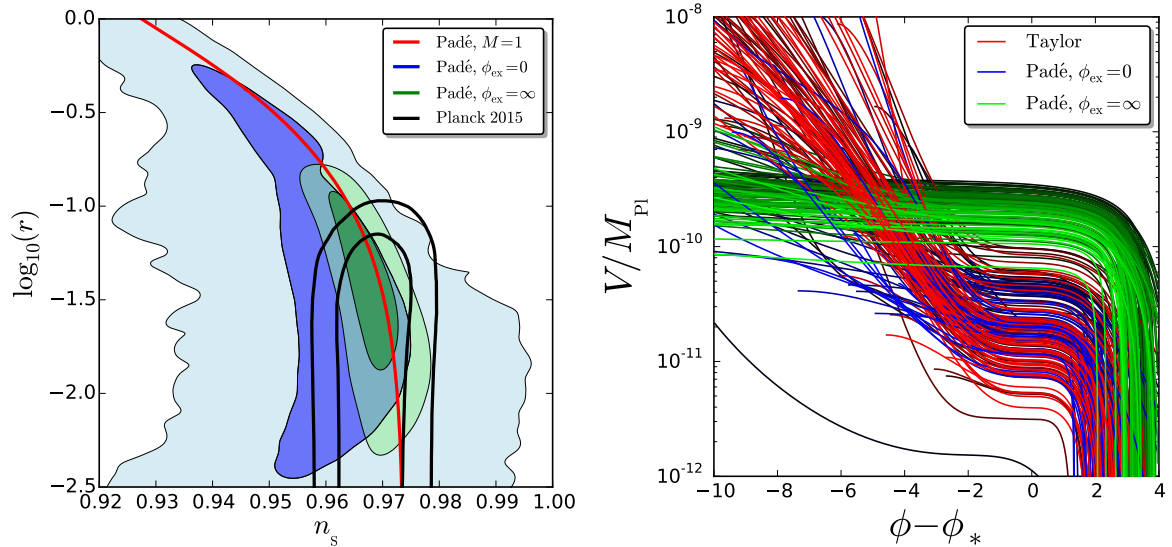 0.0
−0.5
−1.0
−1.5
−2.0
−2.5
log₁₀(r)
0.92 0.93 0.94 0.95 0.96 0.97 0.98 0.99 1.00
nₛ
Padé, M=1
Padé, ϕₑₓ=0
Padé, ϕₑₓ=∞
Planck 2015
10⁻⁸
10⁻⁹
10⁻¹⁰
10⁻¹¹
10⁻¹²
V/M_Pl
−10 −8 −6 −4 −2 0 2 4
ϕ−ϕ_*
Taylor
Padé, ϕₑₓ=0
Padé, ϕₑₓ=∞